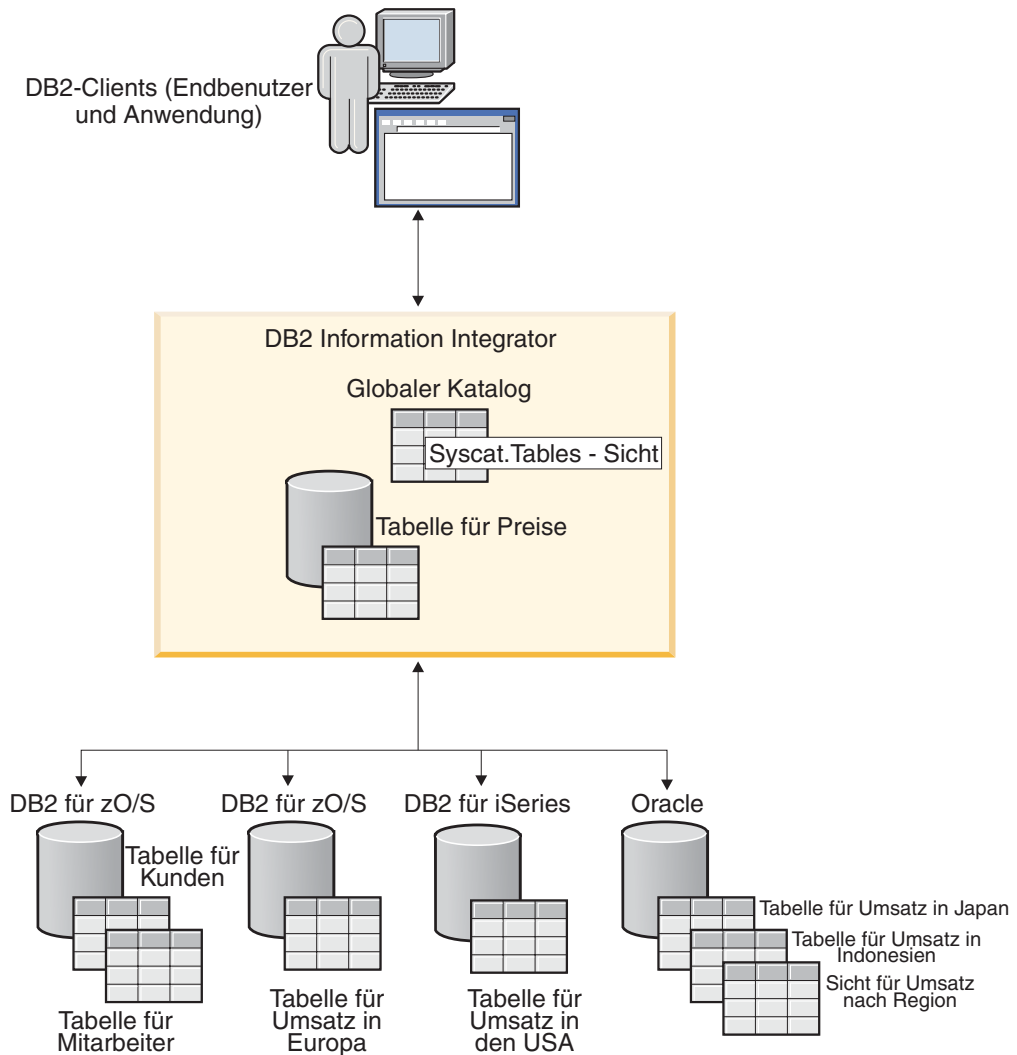 DB2-Clients (Endbenutzer
und Anwendung)
DB2 Information Integrator
Globaler Katalog
Syscat.Tables - Sicht
Tabelle für Preise
DB2 für zO/S
DB2 für zO/S
DB2 für iSeries
Oracle
Tabelle für
Kunden
Tabelle für
Mitarbeiter
Tabelle für
Umsatz in
Europa
Tabelle für
Umsatz in
den USA
Tabelle für Umsatz in Japan
Tabelle für Umsatz in
Indonesien
Sicht für Umsatz
nach Region